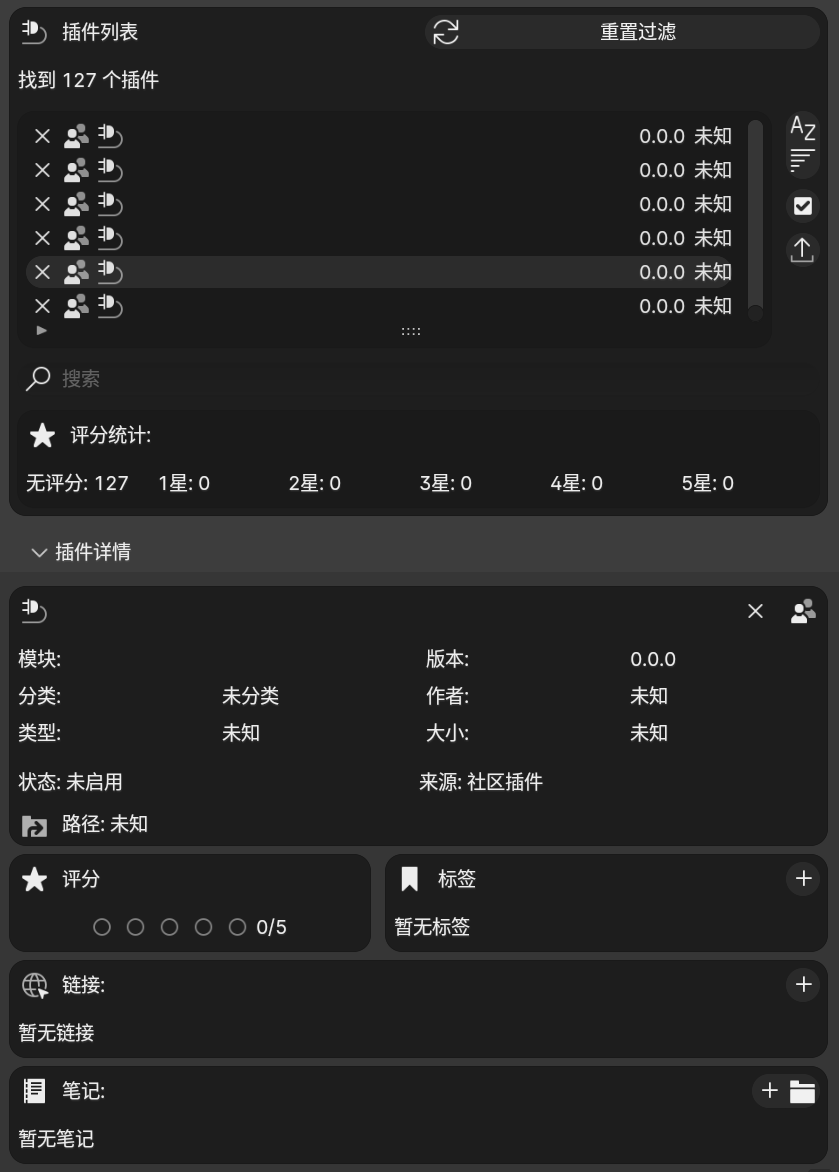 插件列表 重置过滤
找到 127 个插件
0.0.0 未知
0.0.0 未知
0.0.0 未知
0.0.0 未知
0.0.0 未知
0.0.0 未知
AZ
搜索
评分统计:
无评分: 127 1星: 0 2星: 0 3星: 0 4星: 0 5星: 0
插件详情
模块: 版本: 0.0.0
分类: 未分类 作者: 未知
类型: 未知 大小: 未知
状态: 未启用 来源: 社区插件
路径: 未知
评分 标签
0/5 暂无标签
链接:
暂无链接
笔记:
暂无笔记